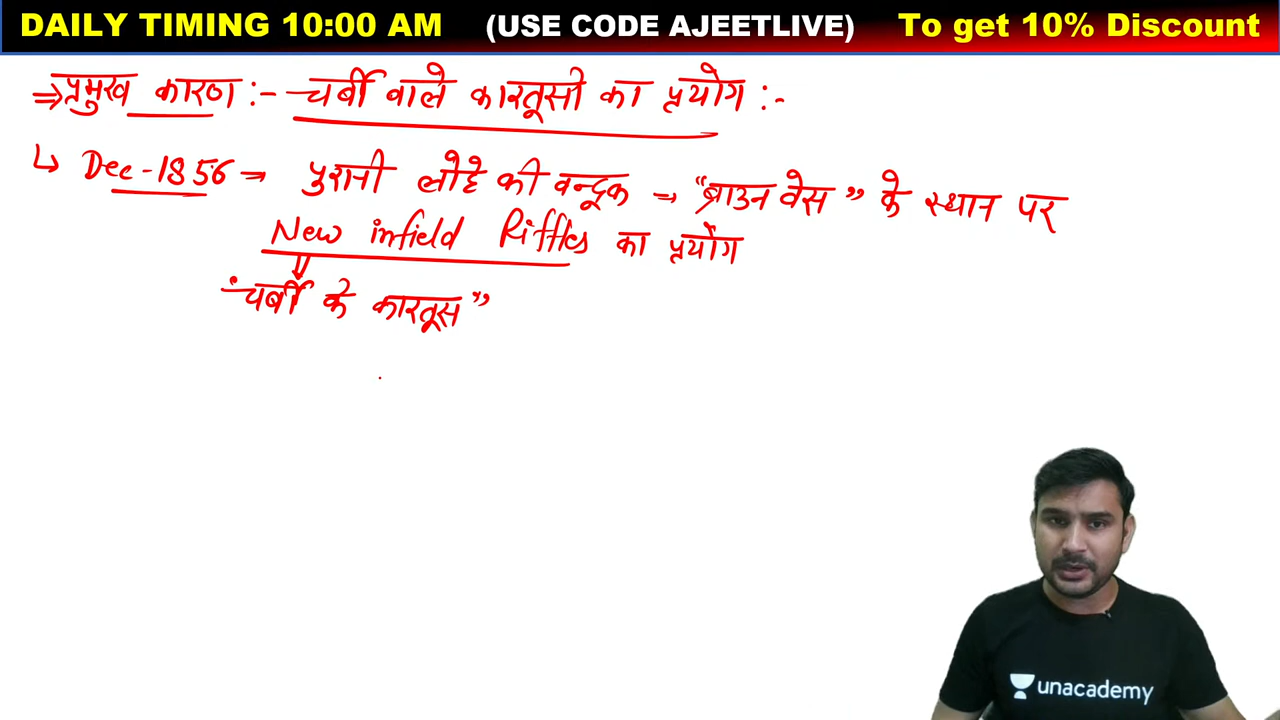 DAILY TIMING 10:00 AM (USE CODE AJEETLIVE) To get 10% Discount
⇒ प्रमुख कारण :- चर्बी वाले कारतूसो का प्रयोग :-
↳ Dec-1856 → पुरानी लोहे की बन्दूक → "ब्राउन वेस" के स्थान पर
New infield Riffles का प्रयोग
चर्बी के कारतूस"
unacademy